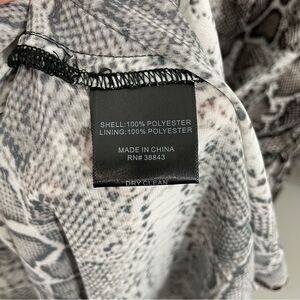 SHELL:100% POLYESTER
LINING:100% POLYESTER
MADE IN CHINA
RN# 38843
DRY CLEAN